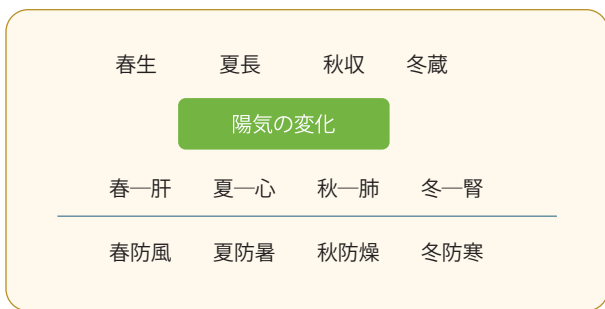 春生 夏長 秋収 冬蔵
陽気の変化
春─肝 夏─心 秋─肺 冬─腎
春防風 夏防暑 秋防燥 冬防寒